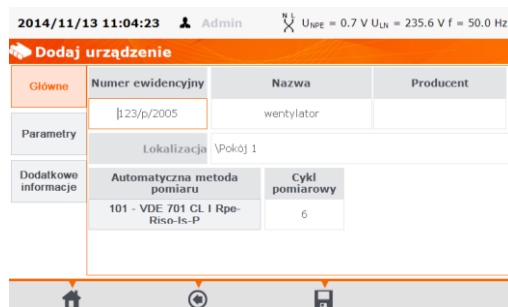 2014/11/13 11:04:23 Admin N L U NPE = 0.7 V U LN = 235.6 V f = 50.0 Hz
Dodaj urządzenie
Główne
Numer ewidencyjny Nazwa Producent
123/p/2005 wentylator
Parametry
Lokalizacja \Pokój 1
Dodatkowe informacje
Automatyczna metoda pomiaru
Cykl pomiarowy
101 - VDE 701 CL I Rpe-
Riso-Is-P
6